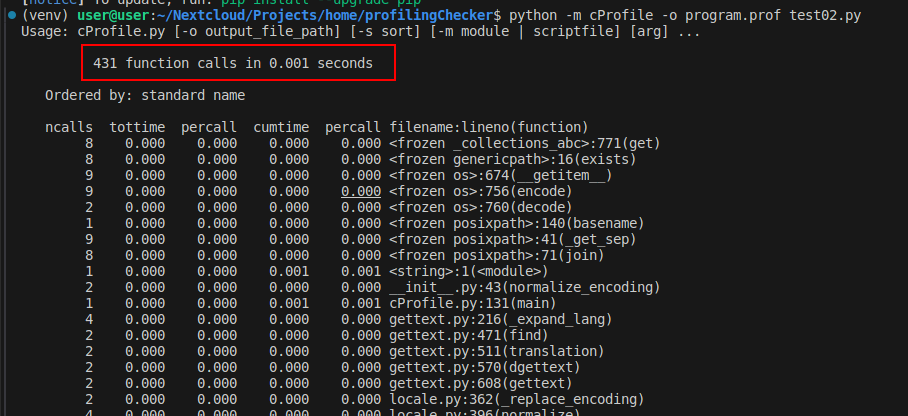 [notice] To update, run: pip install --upgrade pip
(venv) user@user:~/Nextcloud/Projects/home/profilingChecker$ python -m cProfile -o program.prof test02.py
Usage: cProfile.py [-o output_file_path] [-s sort] [-m module | scriptfile] [arg] ...
431 function calls in 0.001 seconds
Ordered by: standard name
ncalls tottime percall cumtime percall filename:lineno(function)
8 0.000 0.000 0.000 0.000 <frozen _collections_abc>:771(get)
8 0.000 0.000 0.000 0.000 <frozen genericpath>:16(exists)
9 0.000 0.000 0.000 0.000 <frozen os>:674(__getitem__)
9 0.000 0.000 0.000 0.000 <frozen os>:756(encode)
2 0.000 0.000 0.000 0.000 <frozen os>:760(decode)
1 0.000 0.000 0.000 0.000 <frozen posixpath>:140(basename)
9 0.000 0.000 0.000 0.000 <frozen posixpath>:41(_get_sep)
8 0.000 0.000 0.000 0.000 <frozen posixpath>:71(join)
1 0.000 0.000 0.001 0.001 <string>:1(<module>)
2 0.000 0.000 0.000 0.000 __init__.py:43(normalize_encoding)
1 0.000 0.000 0.001 0.001 cProfile.py:131(main)
4 0.000 0.000 0.000 0.000 gettext.py:216(_expand_lang)
2 0.000 0.000 0.000 0.000 gettext.py:471(find)
2 0.000 0.000 0.000 0.000 gettext.py:511(translation)
2 0.000 0.000 0.000 0.000 gettext.py:570(dgettext)
2 0.000 0.000 0.000 0.000 gettext.py:608(gettext)
2 0.000 0.000 0.000 0.000 locale.py:362(_replace_encoding)
4 0.000 0.000 0.000 0.000 locale.py:396(normalize)